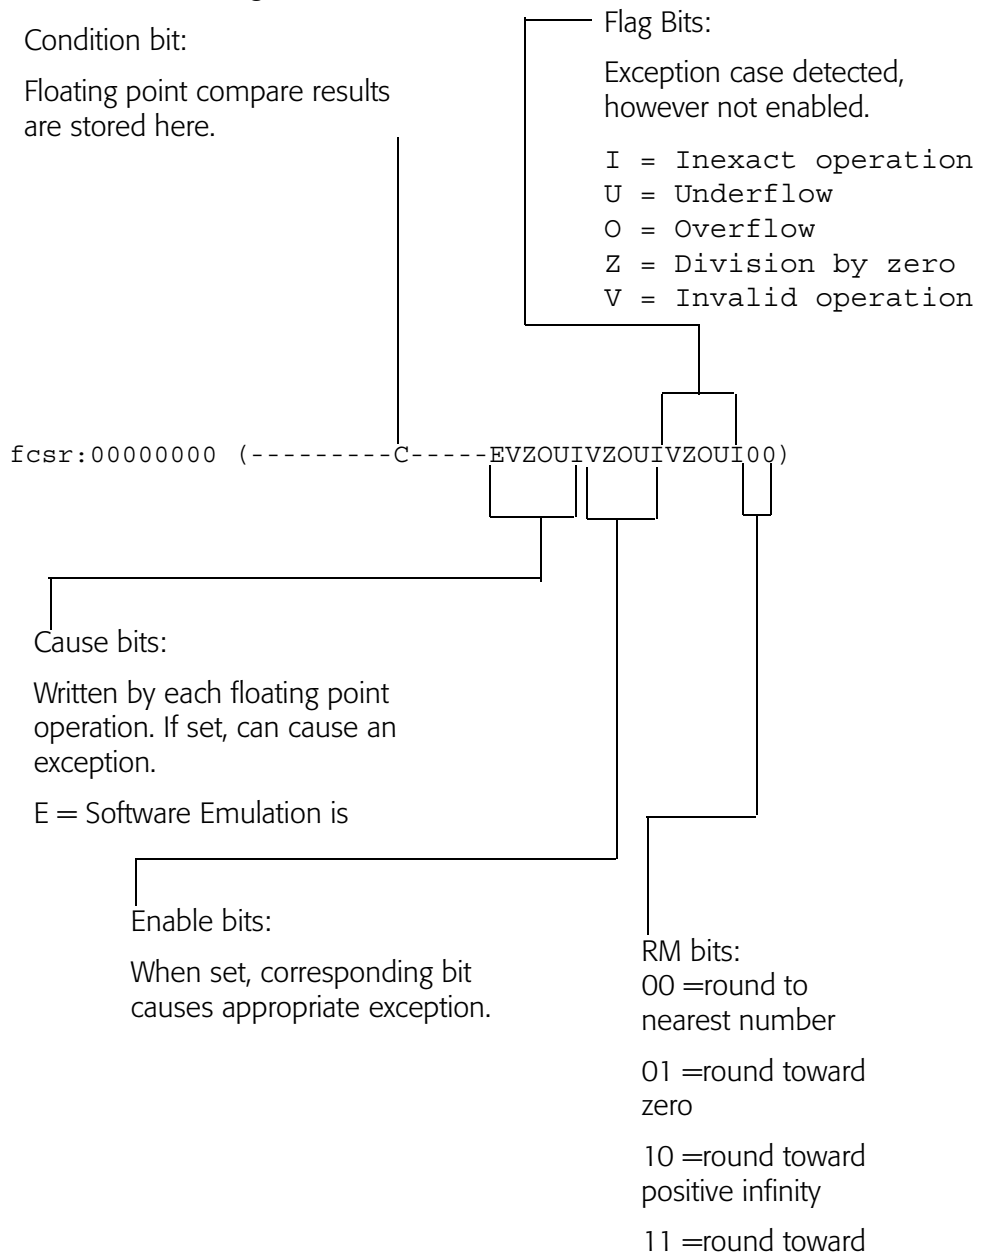 Condition bit:
Floating point compare results
are stored here.
Flag Bits:
Exception case detected,
however not enabled.
I = Inexact operation
U = Underflow
O = Overflow
Z = Division by zero
V = Invalid operation
fcsr:00000000 (---------C-----EVZOUIVZOUIVZOUI00)
Cause bits:
Written by each floating point
operation. If set, can cause an
exception.
E = Software Emulation is
Enable bits:
When set, corresponding bit
causes appropriate exception.
RM bits:
00 =round to
nearest number
01 =round toward
zero
10 =round toward
positive infinity
11 =round toward